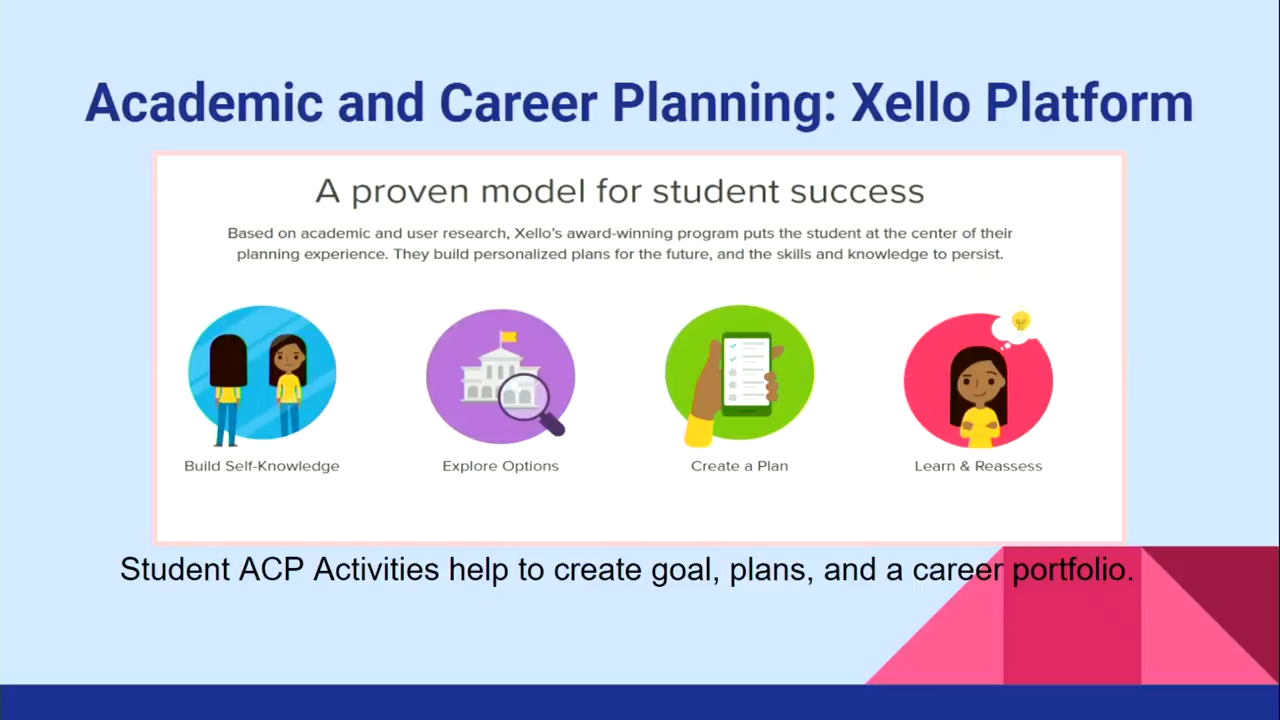 Academic and Career Planning: Xello Platform
A proven model for student success
Based on academic and user research, Xello’s award-winning program puts the student at the center of their
planning experience. They build personalized plans for the future, and the skills and knowledge to persist.
Build Self-Knowledge
Explore Options
Create a Plan
Learn & Reassess
Student ACP Activities help to create goal, plans, and a career portfolio.